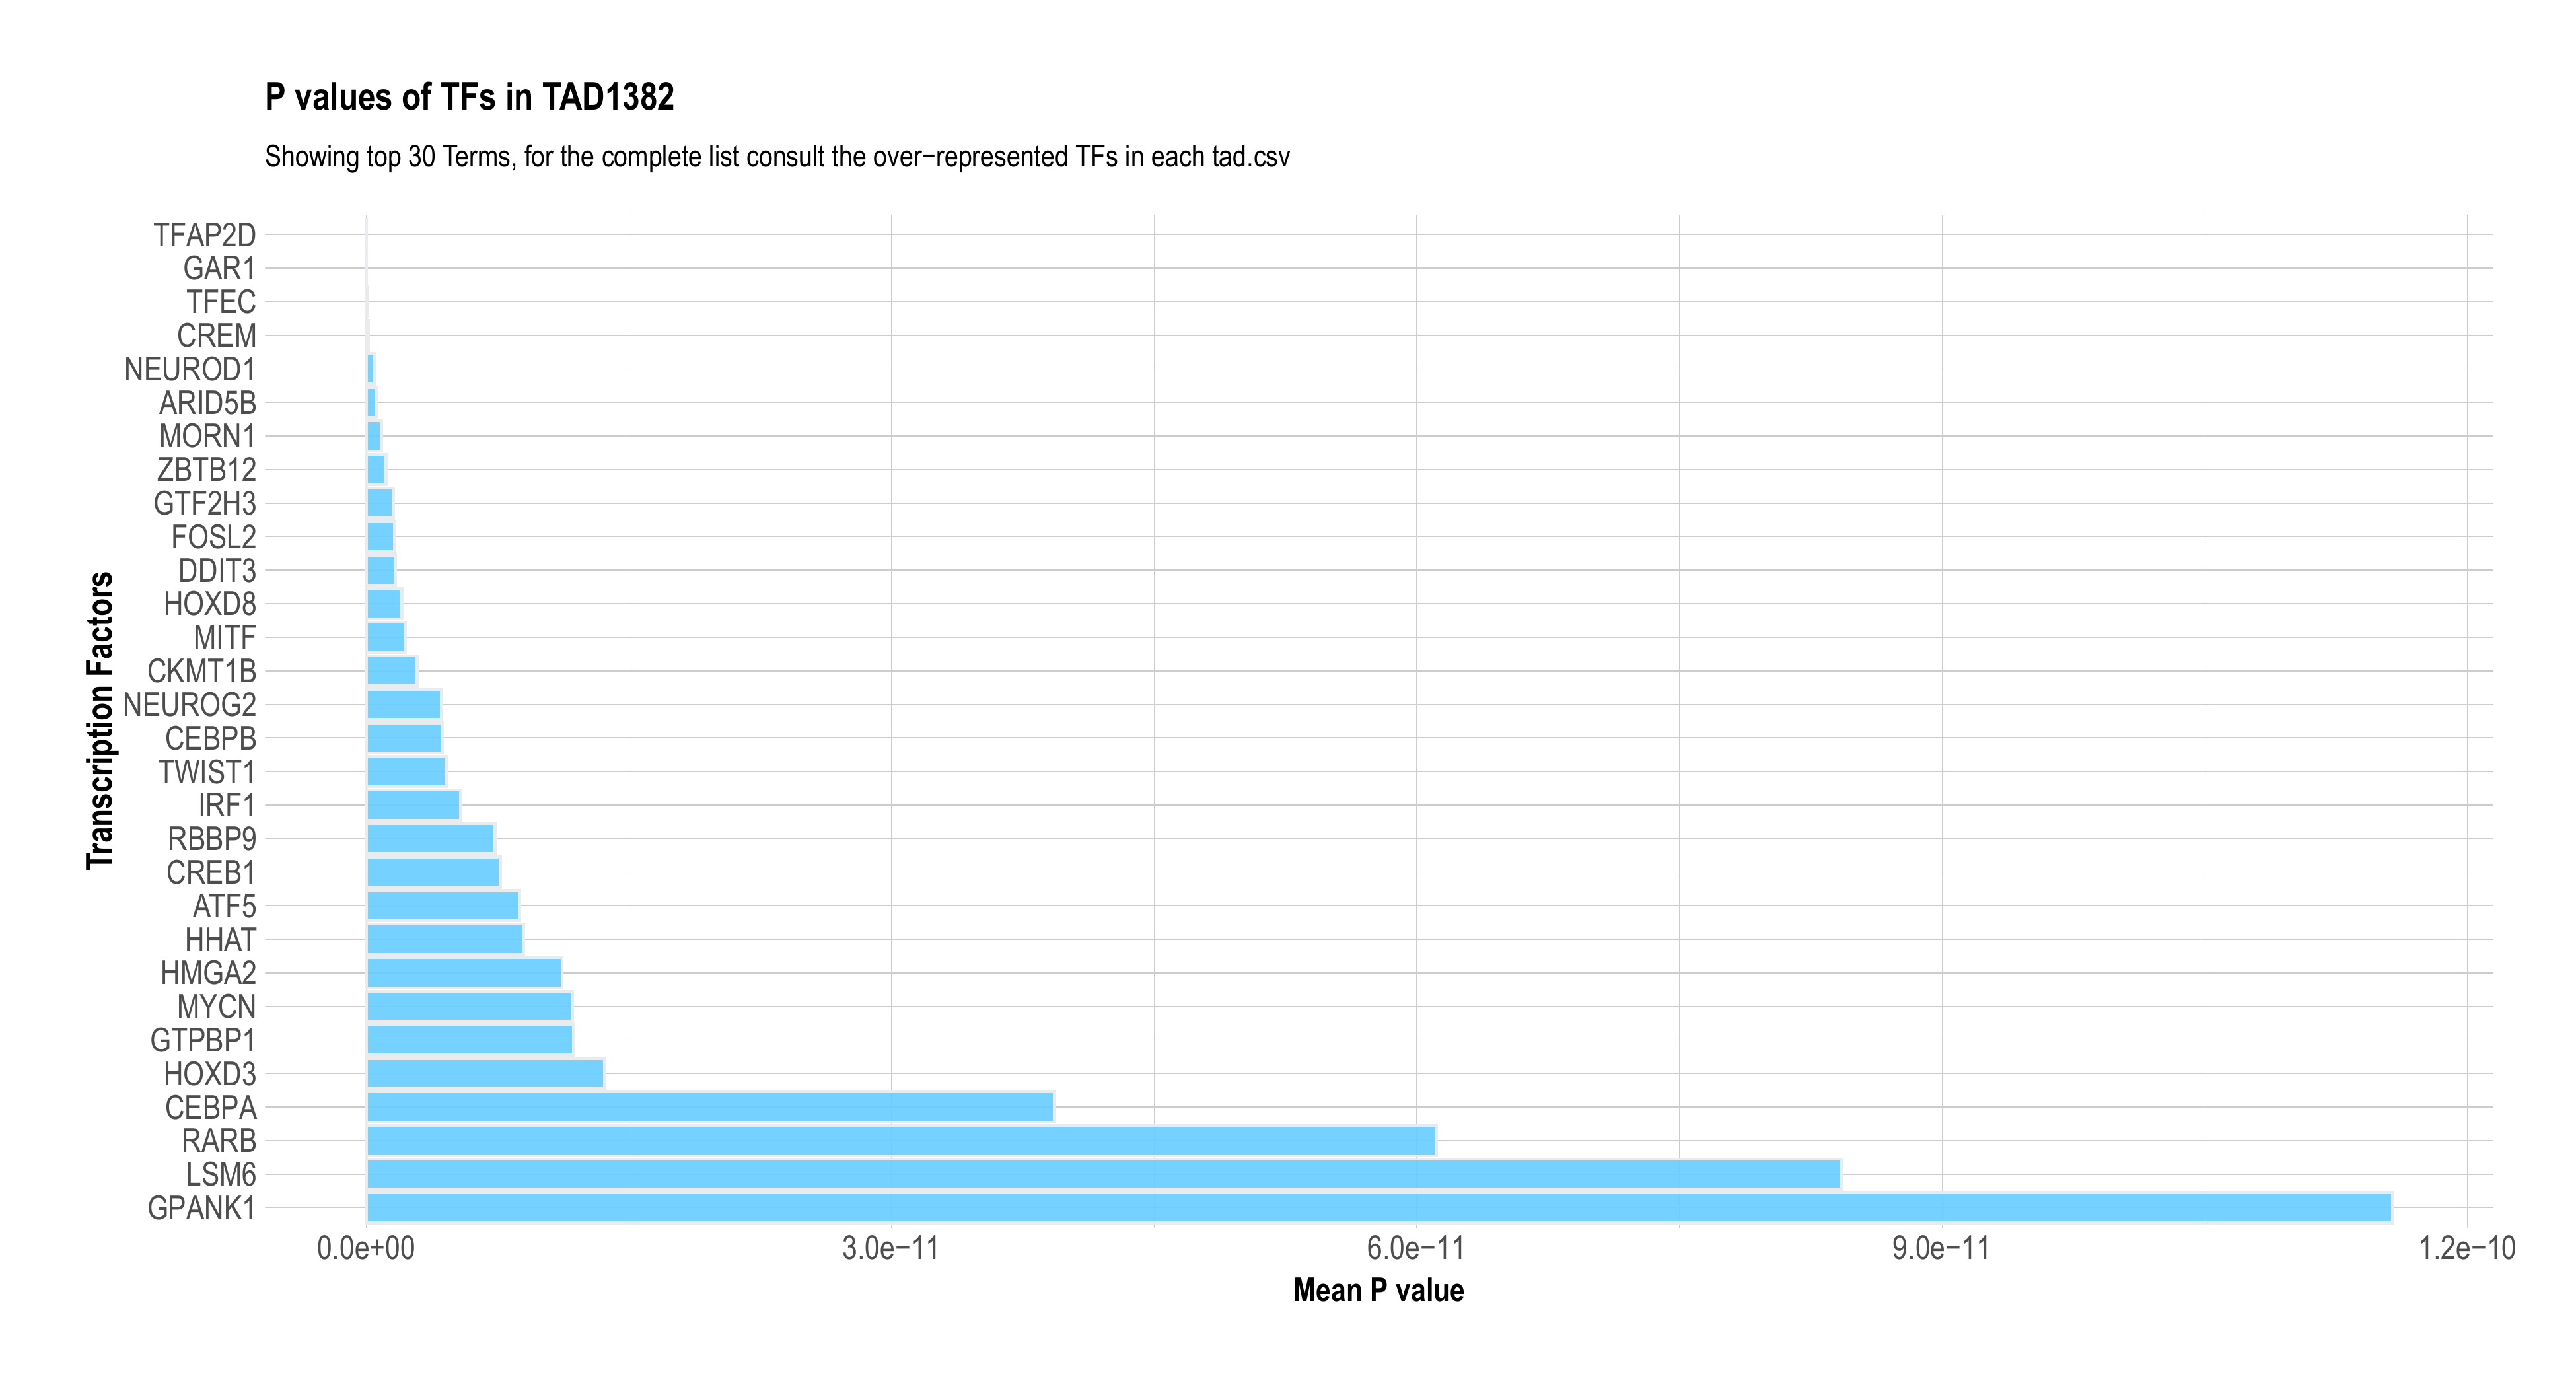 P values of TFs in TAD1382
Showing top 30 Terms, for the complete list consult the over−represented TFs in each tad.csv
Transcription Factors
TFAP2D
GAR1
TFEC
CREM
NEUROD1
ARID5B
MORN1
ZBTB12
GTF2H3
FOSL2
DDIT3
HOXD8
MITF
CKMT1B
NEUROG2
CEBPB
TWIST1
IRF1
RBBP9
CREB1
ATF5
HHAT
HMGA2
MYCN
GTPBP1
HOXD3
CEBPA
RARB
LSM6
GPANK1
0.0e+00 3.0e−11 6.0e−11 9.0e−11 1.2e−10
Mean P value